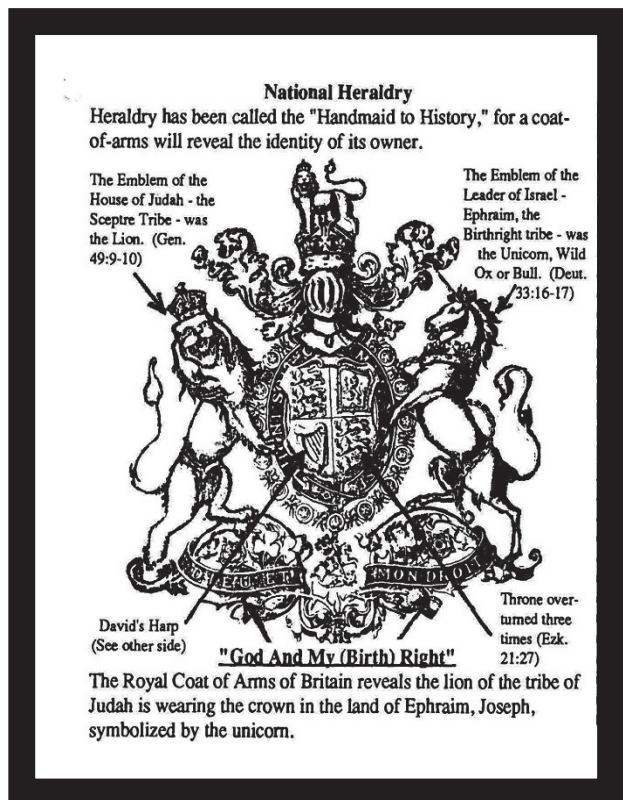 National Heraldry
Heraldry has been called the "Handmaid to History," for a coat-
of-arms will reveal the identity of its owner.
The Emblem of the
House of Judah - the
Sceptre Tribe - was
the Lion. (Gen.
49:9-10)
The Emblem of the
Leader of Israel -
Ephraim, the
Birthright tribe - was
the Unicorn, Wild
Ox or Bull. (Deut.
33:16-17)
MON DROIT
David's Harp
(See other side)
Throne over-
turned three
times (Ezk.
21:27)
"God And My (Birth) Right"
The Royal Coat of Arms of Britain reveals the lion of the tribe of
Judah is wearing the crown in the land of Ephraim, Joseph,
symbolized by the unicorn.